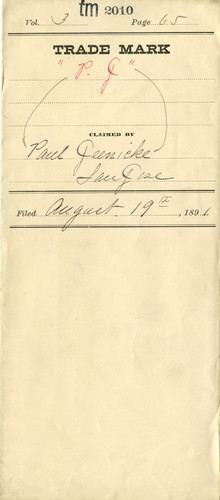 tm 2010
Vol. 3 Page 65
TRADE MARK
"P. J"
CLAIMED BY
Paul Jeenicke
San Jose
Filed August 19th, 1891.